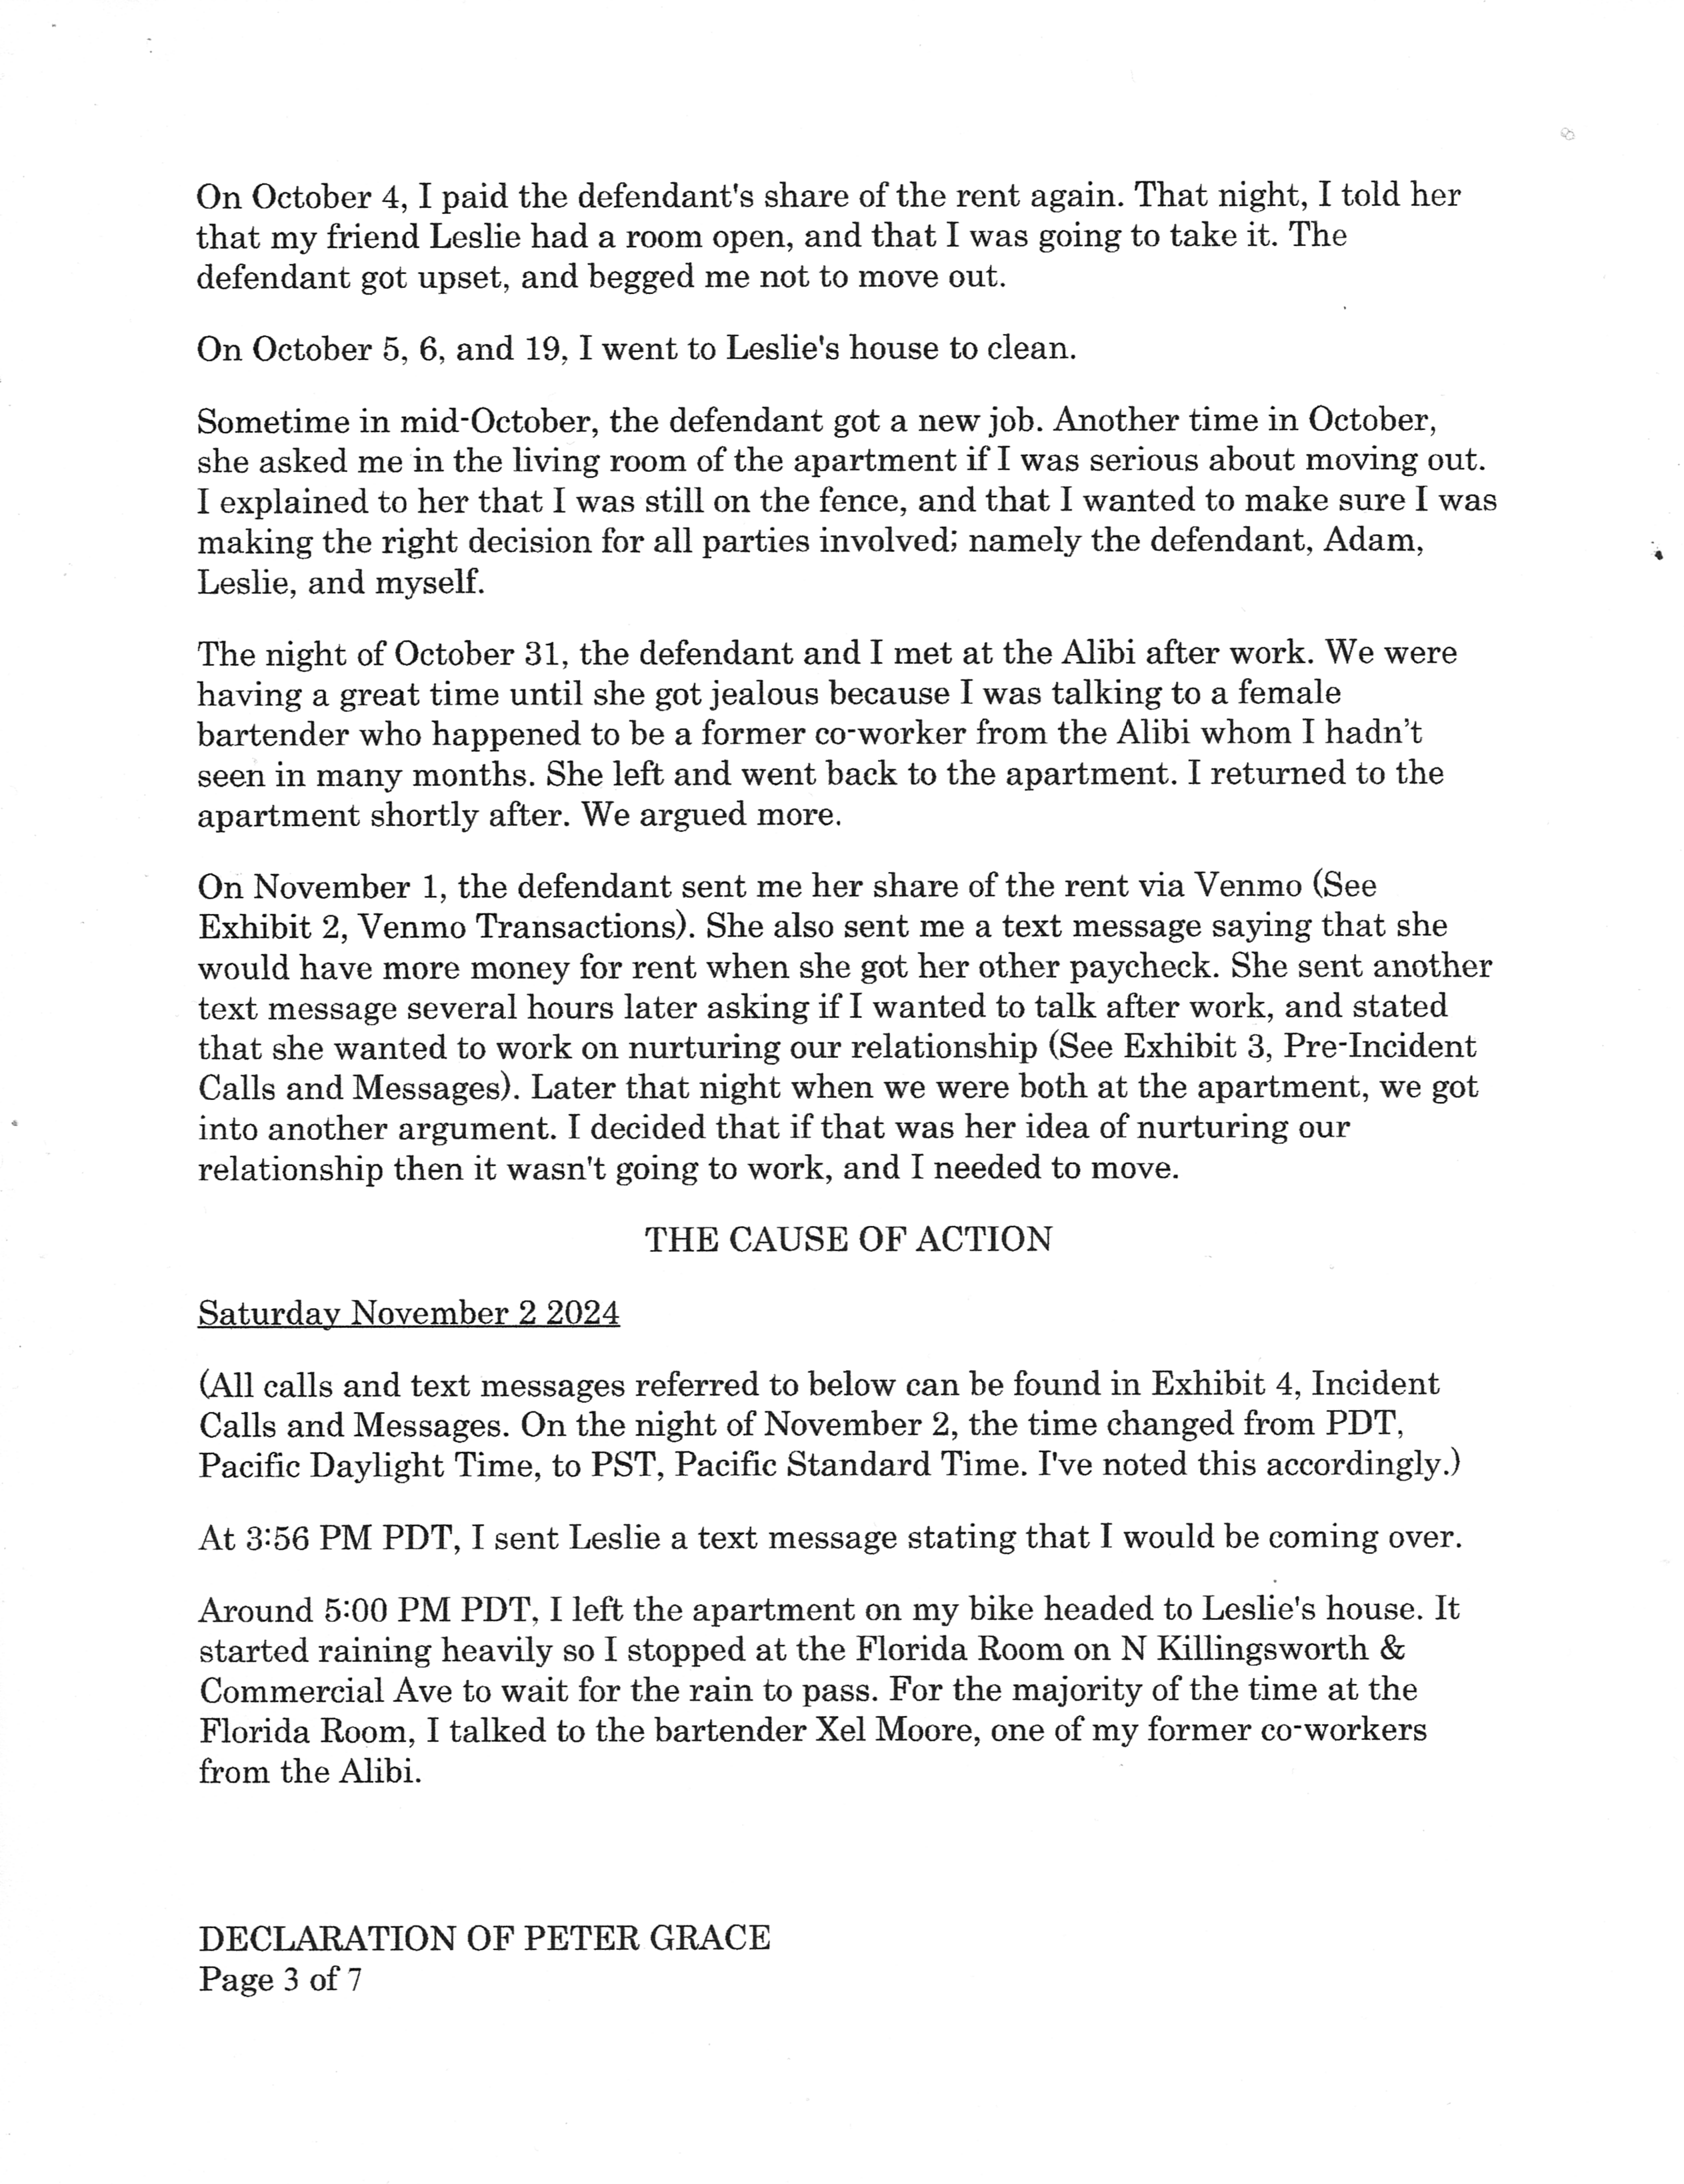 On October 4, I paid the defendant's share of the rent again. That night, I told her
that my friend Leslie had a room open, and that I was going to take it. The
defendant got upset, and begged me not to move out.
On October 5, 6, and 19, I went to Leslie's house to clean.
Sometime in mid-October, the defendant got a new job. Another time in October,
she asked me in the living room of the apartment if I was serious about moving out.
I explained to her that I was still on the fence, and that I wanted to make sure I was
making the right decision for all parties involved; namely the defendant, Adam,
Leslie, and myself.
The night of October 31, the defendant and I met at the Alibi after work. We were
having a great time until she got jealous because I was talking to a female
bartender who happened to be a former co-worker from the Alibi whom I hadn't
seen in many months. She left and went back to the apartment. I returned to the
apartment shortly after. We argued more.
On November 1, the defendant sent me her share of the rent via Venmo (See
Exhibit 2, Venmo Transactions). She also sent me a text message saying that she
would have more money for rent when she got her other paycheck. She sent another
text message several hours later asking if I wanted to talk after work, and stated
that she wanted to work on nurturing our relationship (See Exhibit 3, Pre-Incident
Calls and Messages). Later that night when we were both at the apartment, we got
into another argument. I decided that if that was her idea of nurturing our
relationship then it wasn't going to work, and I needed to move.
THE CAUSE OF ACTION
Saturday November 2 2024
(All calls and text messages referred to below can be found in Exhibit 4, Incident
Calls and Messages. On the night of November 2, the time changed from PDT,
Pacific Daylight Time, to PST, Pacific Standard Time. I've noted this accordingly.)
At 3:56 PM PDT, I sent Leslie a text message stating that I would be coming over.
Around 5:00 PM PDT, I left the apartment on my bike headed to Leslie's house. It
started raining heavily so I stopped at the Florida Room on N Killingsworth &
Commercial Ave to wait for the rain to pass. For the majority of the time at the
Florida Room, I talked to the bartender Xel Moore, one of my former co-workers
from the Alibi.
DECLARATION OF PETER GRACE
Page 3 of 7